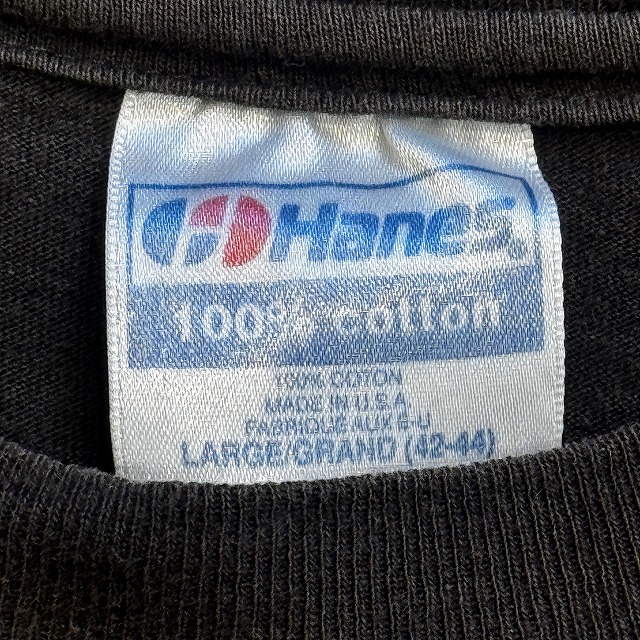 Hanes
100% cotton
100% COTTON
MADE IN U.S.A
FABRIQUE AUX E-U
LARGE/GRAND (42-44)